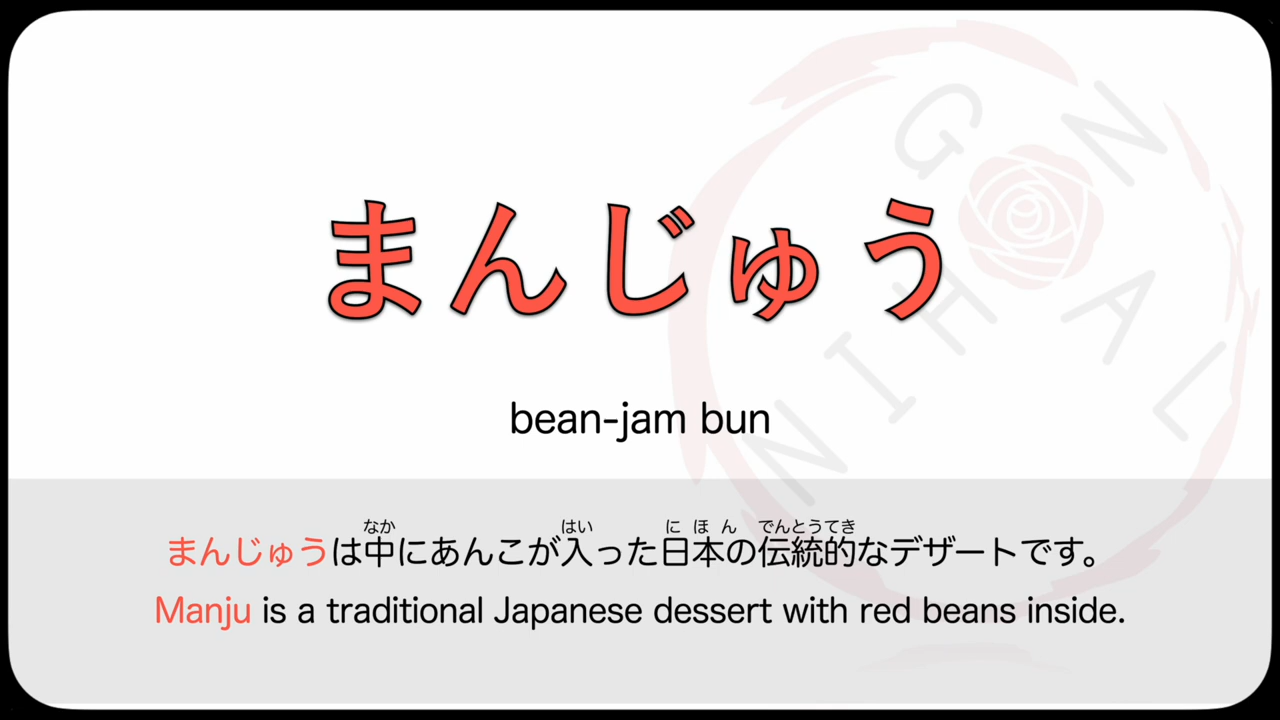 まんじゅう
bean-jam bun
なか はい に ほ ん でんとうてき
まんじゅうは中にあんこが入った日本の伝統的なデザートです。
Manju is a traditional Japanese dessert with red beans inside.
NIHON
GAL